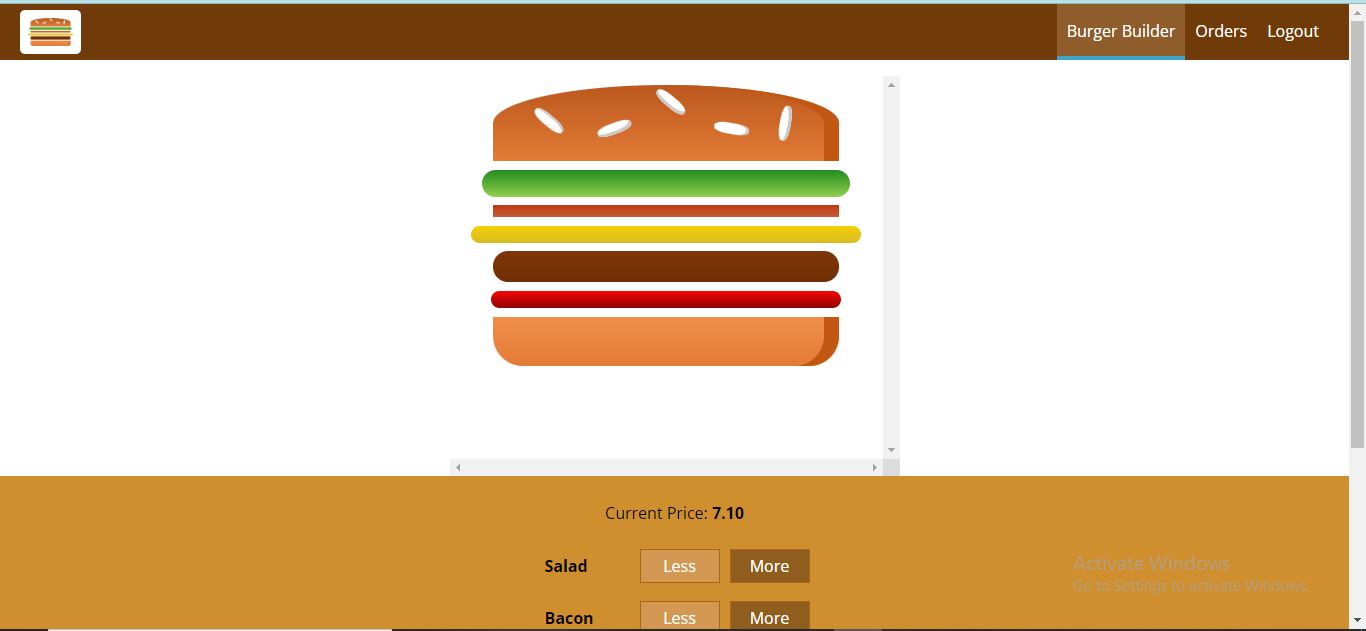 Burger Builder Orders Logout
Current Price: 7.10
Salad Less More
Activate Windows
Go to Settings to activate Windows.
Bacon Less More